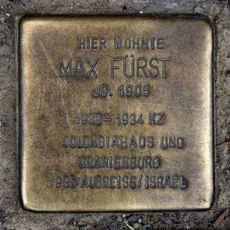 HIER WOHNTE
MAX FÜRST
JG. 1905
1933 - 1934 KZ
COLUMBIAHAUS UND
ORANIENBURG
1935 AUSREISE/ISRAEL